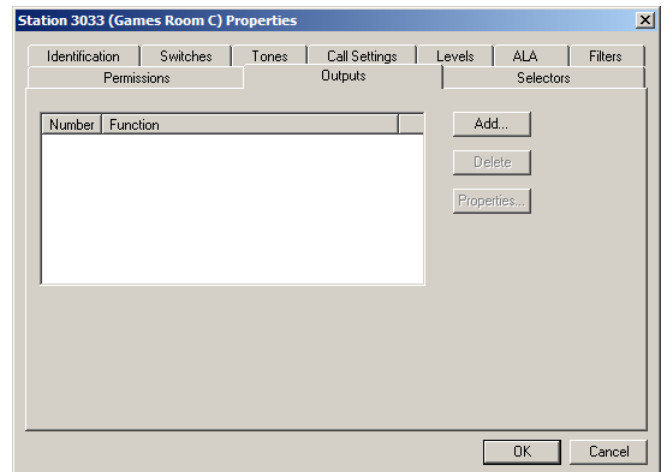 Station 3033 (Games Room C) Properties
Identification Switches Tones Call Settings Levels ALA Filters
Permissions Outputs Selectors
Number Function
Add...
Delete
Properties...
OK Cancel